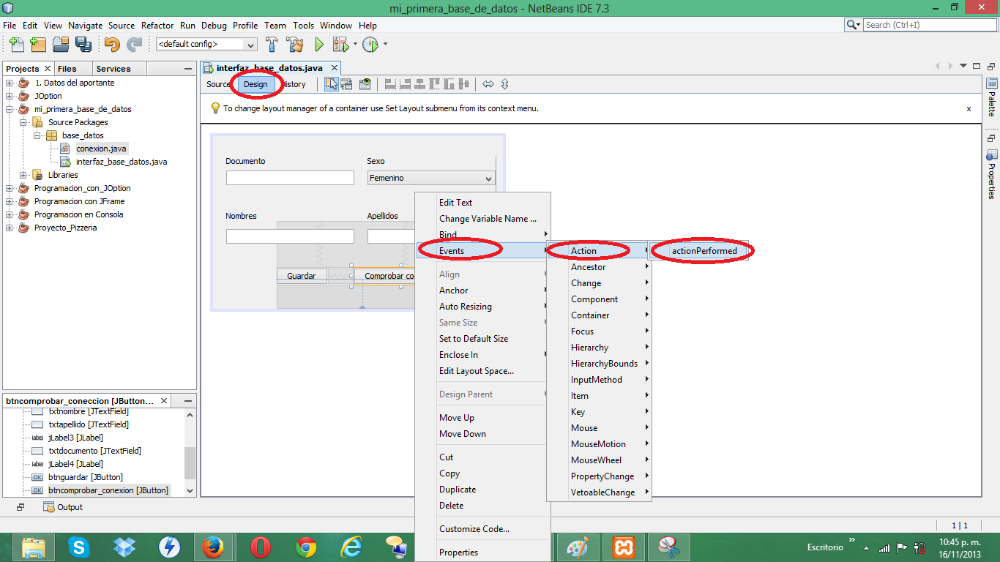 mi_primera_base_de_datos - NetBeans IDE 7.3
File Edit View Navigate Source Refactor Run Debug Profile Team Tools Window Help
Search (Ctrl+I)
<default config>
Projects Files Services
interfaz_base_datos.java
Source Design History
To change layout manager of a container use Set Layout submenu from its context menu.
x
1. Datos del aportante
JOption
mi_primera_base_de_datos
Source Packages
base_datos
conexion.java
interfaz_base_datos.java
Libraries
Programacion_con_JOption
Programacion con JFrame
Programacion en Consola
Proyecto_Pizzeria
Documento
Sexo
Femenino
Nombres
Apellidos
Guardar
Comprobar co
Edit Text
Change Variable Name ...
Bind
Events
Align
Anchor
Auto Resizing
Same Size
Set to Default Size
Enclose In
Edit Layout Space...
Design Parent
Move Up
Move Down
Cut
Copy
Duplicate
Delete
Customize Code...
Properties
Action
Ancestor
Change
Component
Container
Focus
Hierarchy
HierarchyBounds
InputMethod
Item
Key
Mouse
MouseMotion
MouseWheel
PropertyChange
VetoableChange
actionPerformed
Palette
Properties
btncomprobar_coneccion [JButton...
txtnombre [JTextField]
txtapellido [JTextField]
label jLabel3 [JLabel]
txtdocumento [JTextField]
label jLabel4 [JLabel]
OK btnguardar [JButton]
OK btncomprobar_conexion [JButton]
Output
1 | 1
Escritorio
10:45 p. m.
16/11/2013